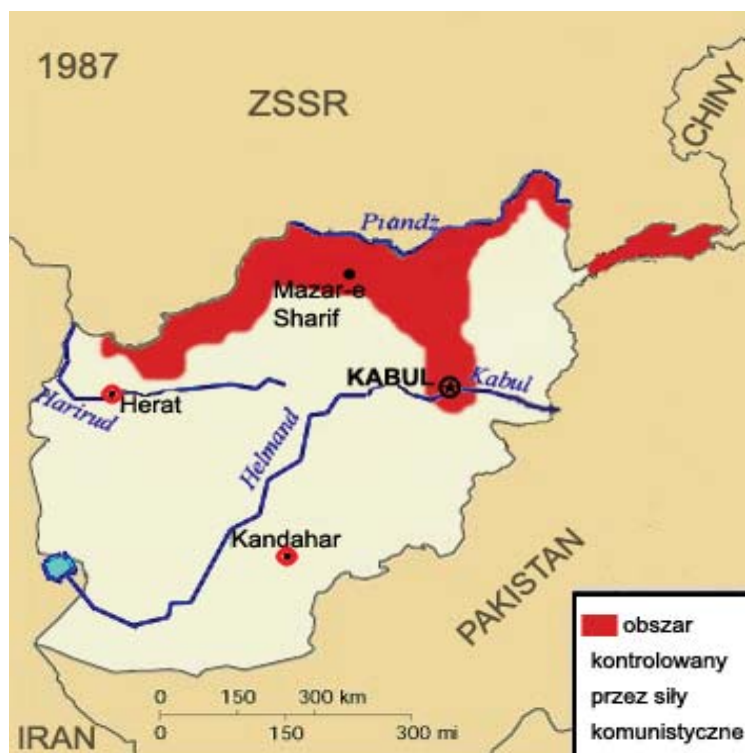 1987
ZSSR
CHINY
Piandż
Mazar-e
Sharif
KABUL
Kabul
Herat
Harirud
Helmand
Kandahar
PAKISTAN
IRAN
0 150 300 km
0 150 300 mi
obszar
kontrolowany
przez siły
komunistyczne